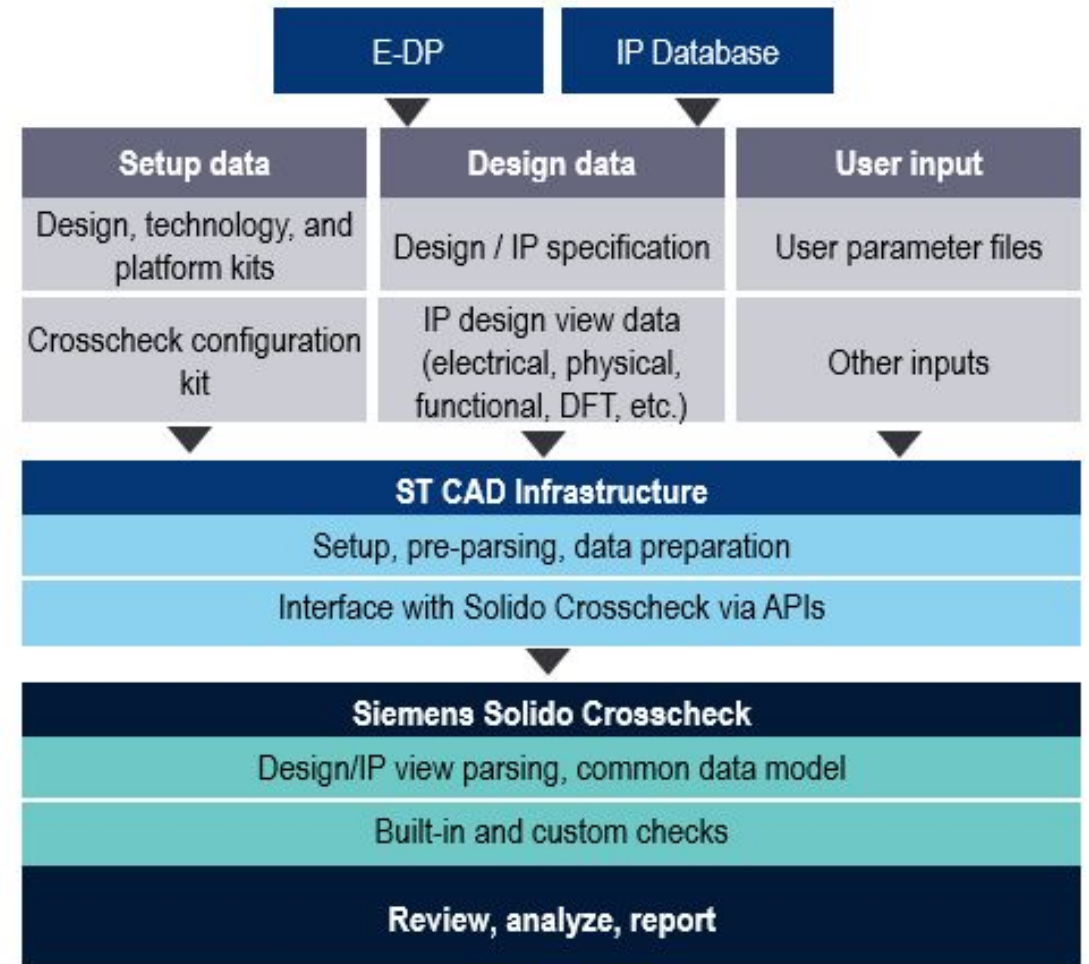 E-DP
IP Database
Setup data
Design data
User input
Design, technology, and
platform kits
Design / IP specification
User parameter files
Crosscheck configuration
kit
IP design view data
(electrical, physical,
functional, DFT, etc.)
Other inputs
ST CAD Infrastructure
Setup, pre-parsing, data preparation
Interface with Solido Crosscheck via APIs
Siemens Solido Crosscheck
Design/IP view parsing, common data model
Built-in and custom checks
Review, analyze, report